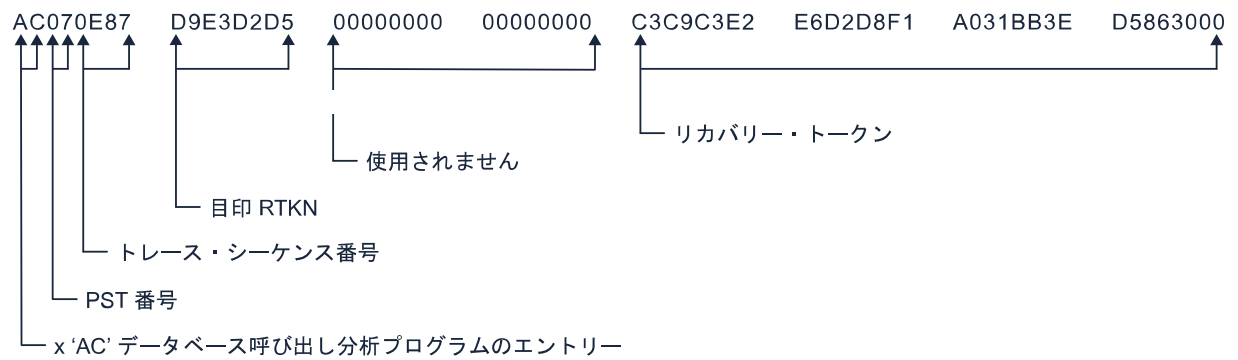 AC070E87 D9E3D2D5 00000000 00000000 C3C9C3E2 E6D2D8F1 A031BB3E D5863000
リカバリー・トークン
使用されません
目印 RTKN
トレース・シーケンス番号
PST 番号
x ‘AC’ データベース呼び出し分析プログラムのエントリー